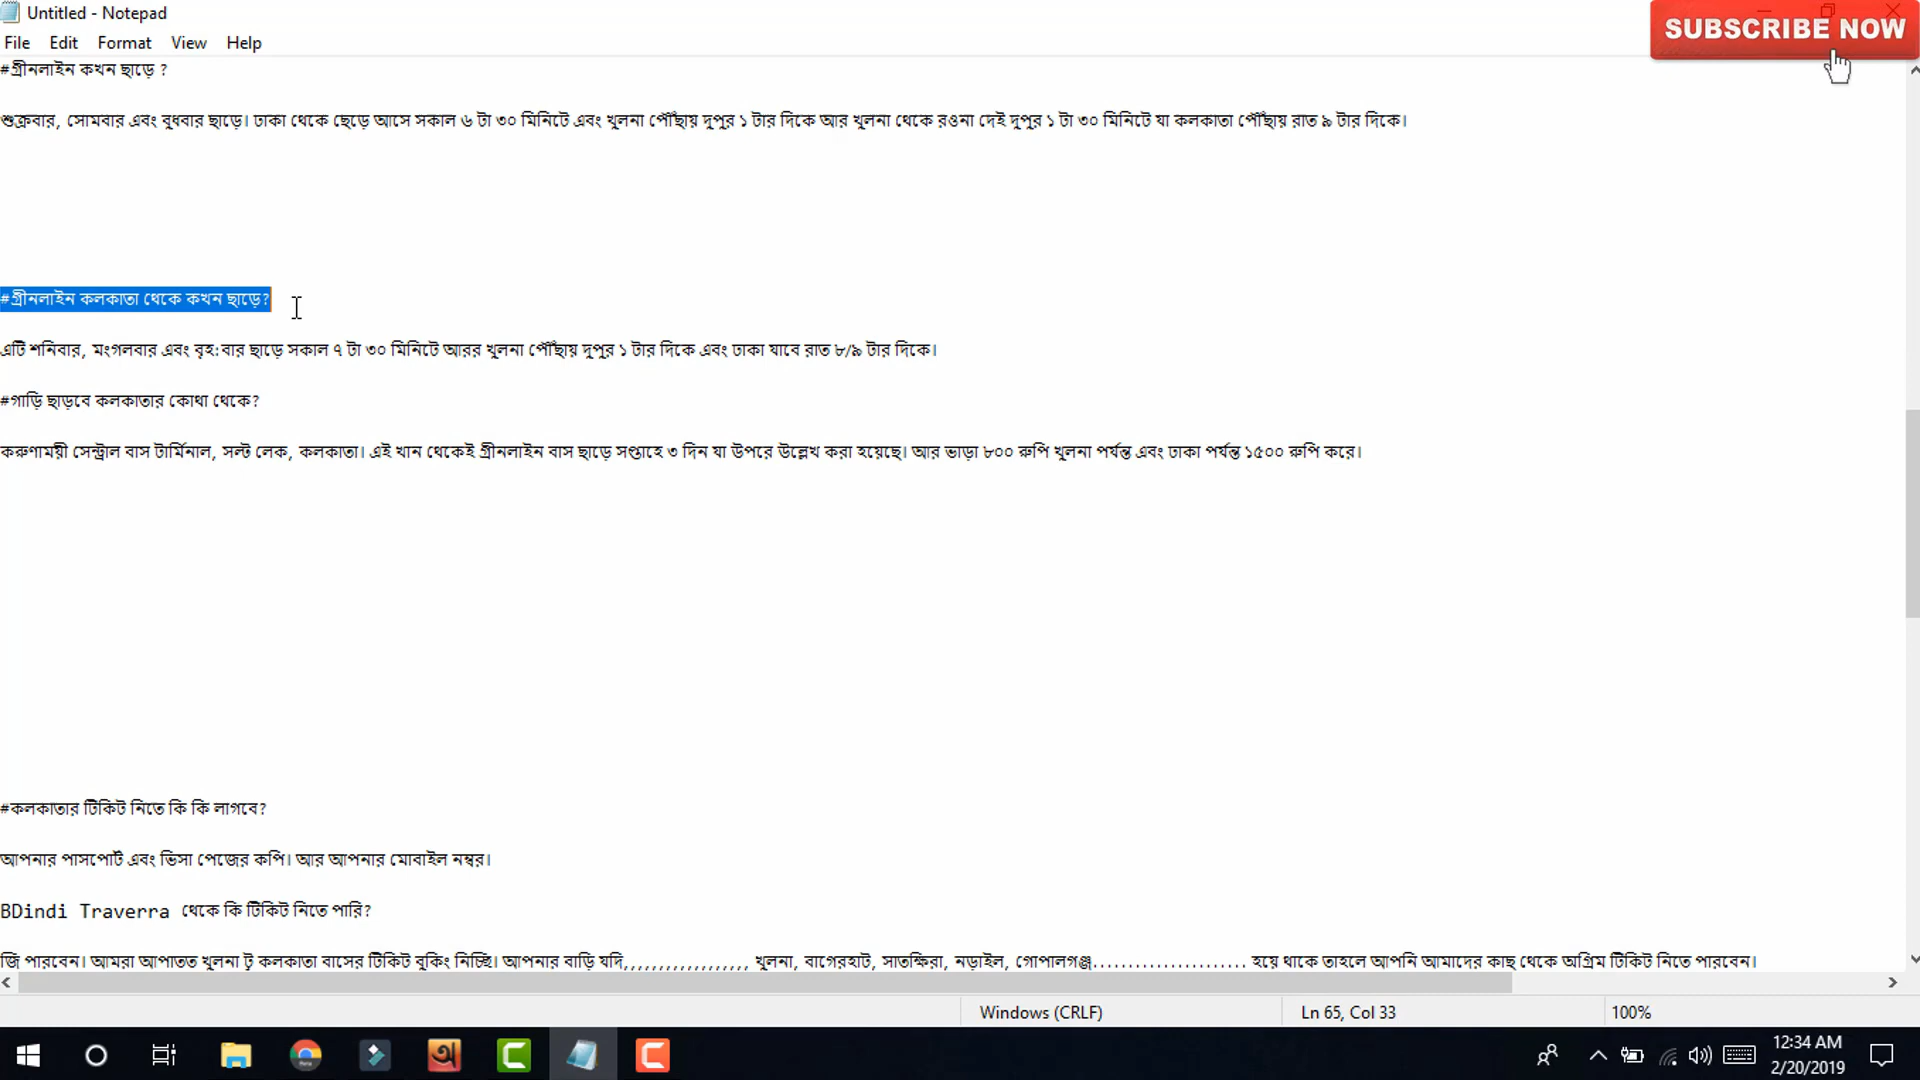 Untitled - Notepad
SUBSCRIBE NOW
File Edit Format View Help
#গ্রীনলাইন কখন ছাড়ে ?
শুক্রবার, সোমবার এবং বুধবার ছাড়ে। ঢাকা থেকে ছেড়ে আসে সকাল ৬ টা ৩০ মিনিটে এবং খুলনা পৌঁছায় দুপুর ১ টার দিকে আর খুলনা থেকে রওনা দেই দুপুর ১ টা ৩০ মিনিটে যা কলকাতা পৌঁছায় রাত ৯ টার দিকে।
#গ্রীনলাইন কলকাতা থেকে কখন ছাড়ে?
এটি শনিবার, মংগলবার এবং বৃহ:বার ছাড়ে সকাল ৭ টা ৩০ মিনিটে আরর খুলনা পৌঁছায় দুপুর ১ টার দিকে এবং ঢাকা যাবে রাত ৮/৯ টার দিকে।
#গাড়ি ছাড়বে কলকাতার কোথা থেকে?
করুণাময়ী সেন্ট্রাল বাস টার্মিনাল, সল্ট লেক, কলকাতা। এই খান থেকেই গ্রীনলাইন বাস ছাড়ে সপ্তাহে ৩ দিন যা উপরে উল্লেখ করা হয়েছে। আর ভাড়া ৮০০ রুপি খুলনা পর্যন্ত এবং ঢাকা পর্যন্ত ১৫০০ রুপি করে।
#কলকাতার টিকিট নিতে কি কি লাগবে?
আপনার পাসপোর্ট এবং ভিসা পেজের কপি। আর আপনার মোবাইল নম্বর।
BDindi Traverra থেকে কি টিকিট নিতে পারি?
জি পারবেন। আমরা আপাতত খুলনা টু কলকাতা বাসের টিকিট বুকিং নিচ্ছি। আপনার বাড়ি যদি,,,,,,,,,,,,,,,,,, খুলনা, বাগেরহাট, সাতক্ষিরা, নড়াইল, গোপালগঞ্জ...................... হয়ে থাকে তাহলে আপনি আমাদের কাছ থেকে অগ্রিম টিকিট নিতে পারবেন।
Windows (CRLF) Ln 65, Col 33 100%
অ
12:34 AM
2/20/2019